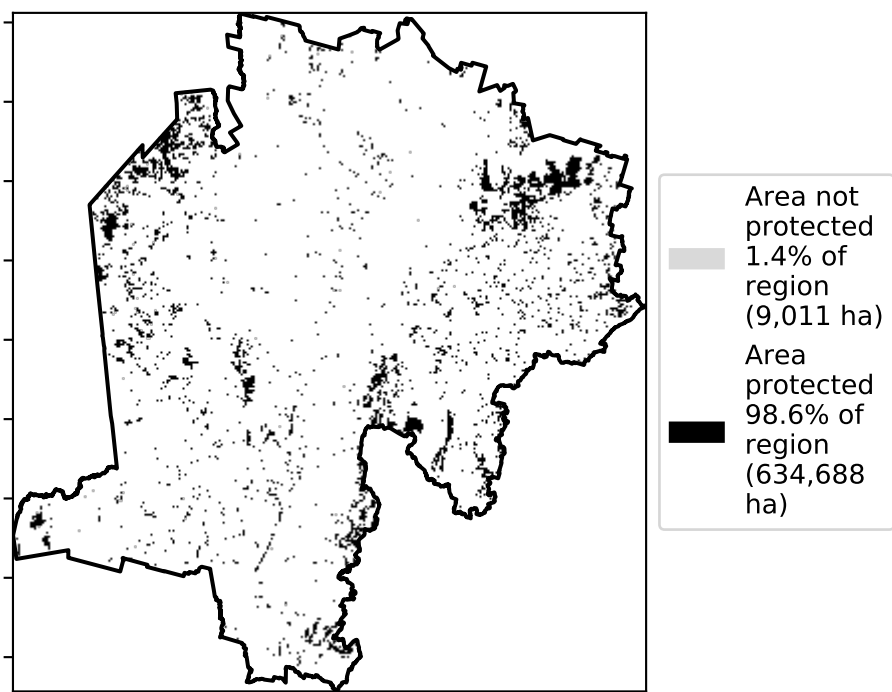 Area not
protected
1.4% of
region
(9,011 ha)
Area
protected
98.6% of
region
(634,688
ha)